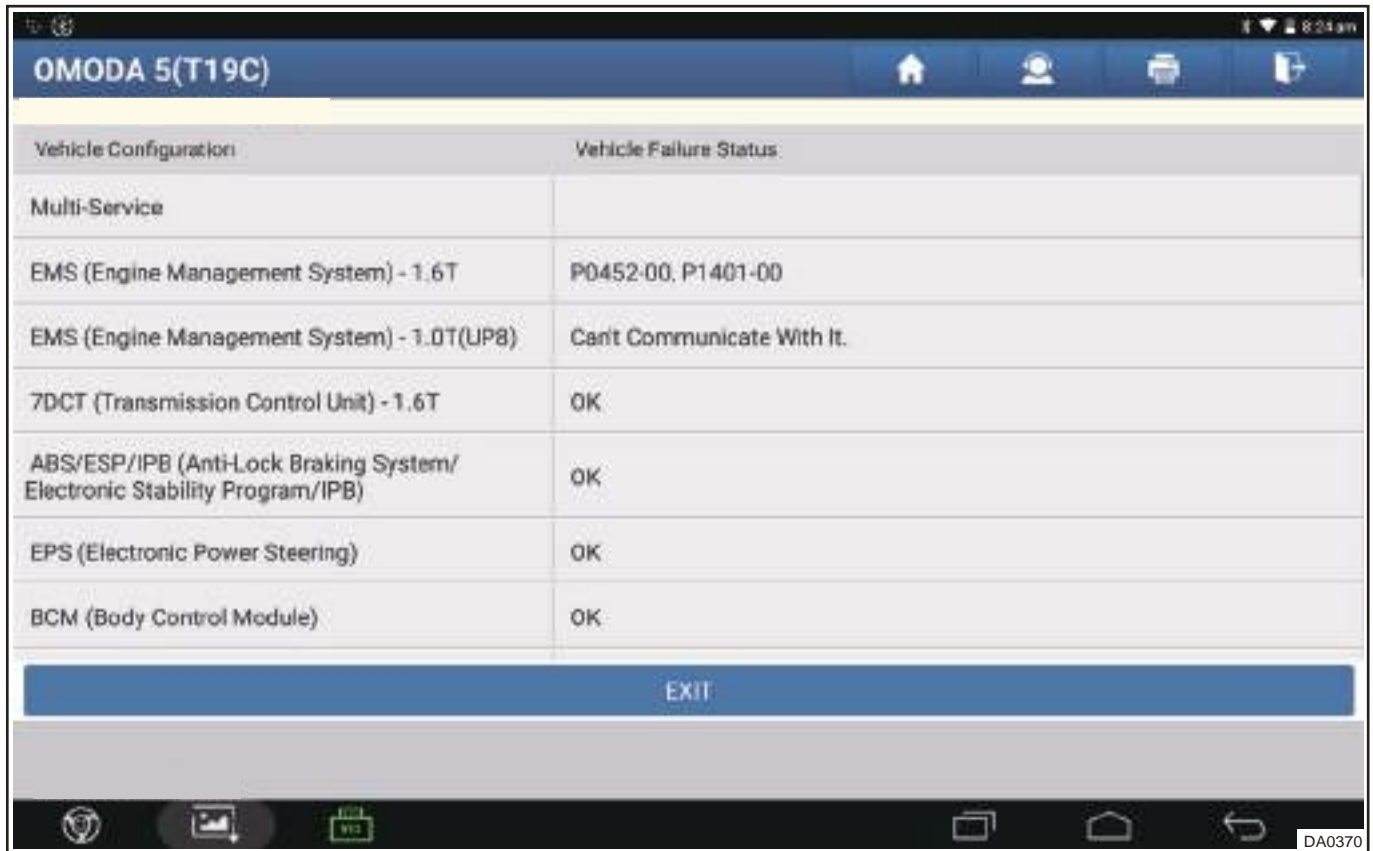 8:24 am
OMODA 5(T19C)
Vehicle Configuration Vehicle Failure Status
Multi-Service
EMS (Engine Management System) - 1.6T P0452-00, P1401-00
EMS (Engine Management System) - 1.0T(UP8) Can't Communicate With It.
7DCT (Transmission Control Unit) - 1.6T OK
ABS/ESP/IPB (Anti-Lock Braking System/
Electronic Stability Program/IPB) OK
EPS (Electronic Power Steering) OK
BCM (Body Control Module) OK
EXIT
DA0370